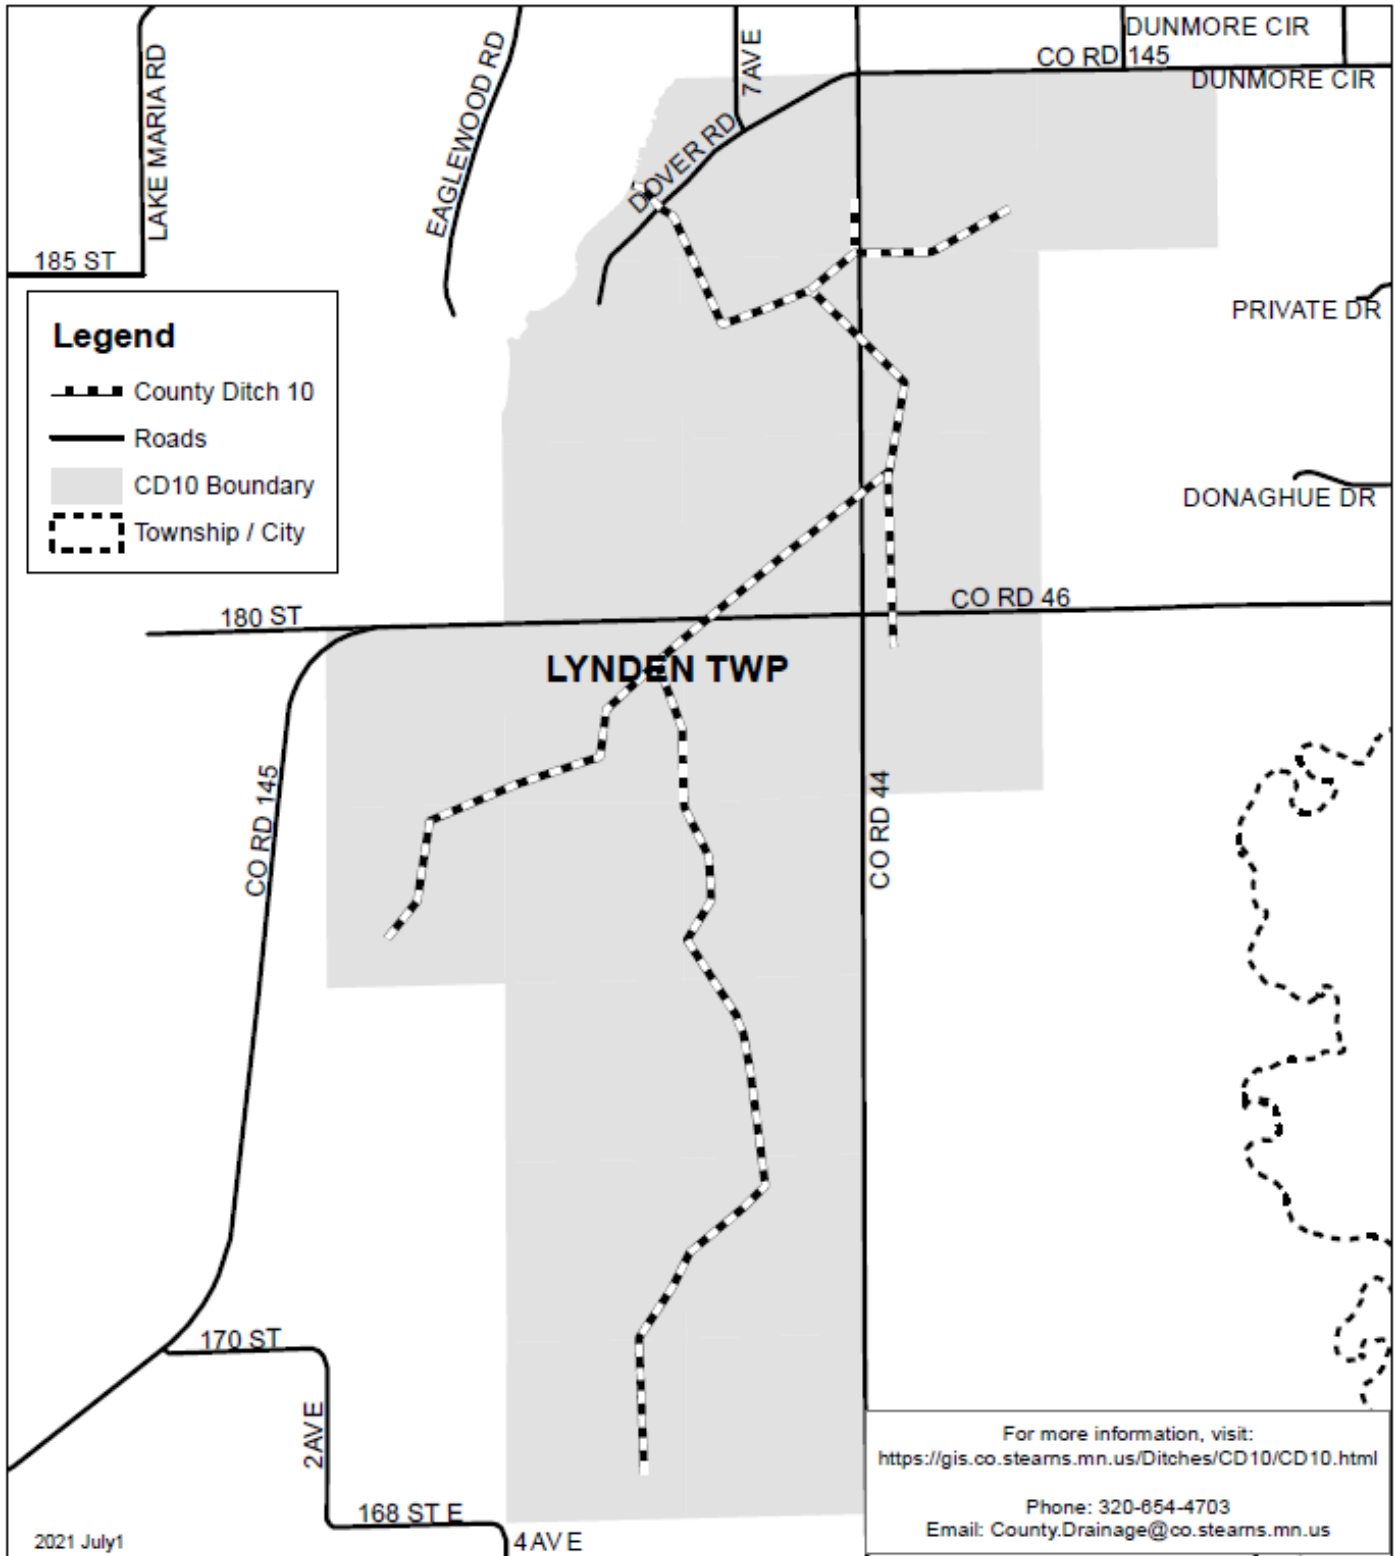 DUNMORE CIR
CO RD 145
DUNMORE CIR
7 AVE
LAKE MARIA RD
EAGLEWOOD RD
DOVER RD
185 ST
PRIVATE DR
Legend
County Ditch 10
Roads
CD10 Boundary
Township / City
DONAGHUE DR
CO RD 46
180 ST
LYNDEN TWP
CO RD 145
CO RD 44
170 ST
2 AVE
168 ST E
4 AVE
For more information, visit:
https://gis.co.stearns.mn.us/Ditches/CD10/CD10.html
Phone: 320-654-4703
Email: County.Drainage@co.stearns.mn.us
2021 July1